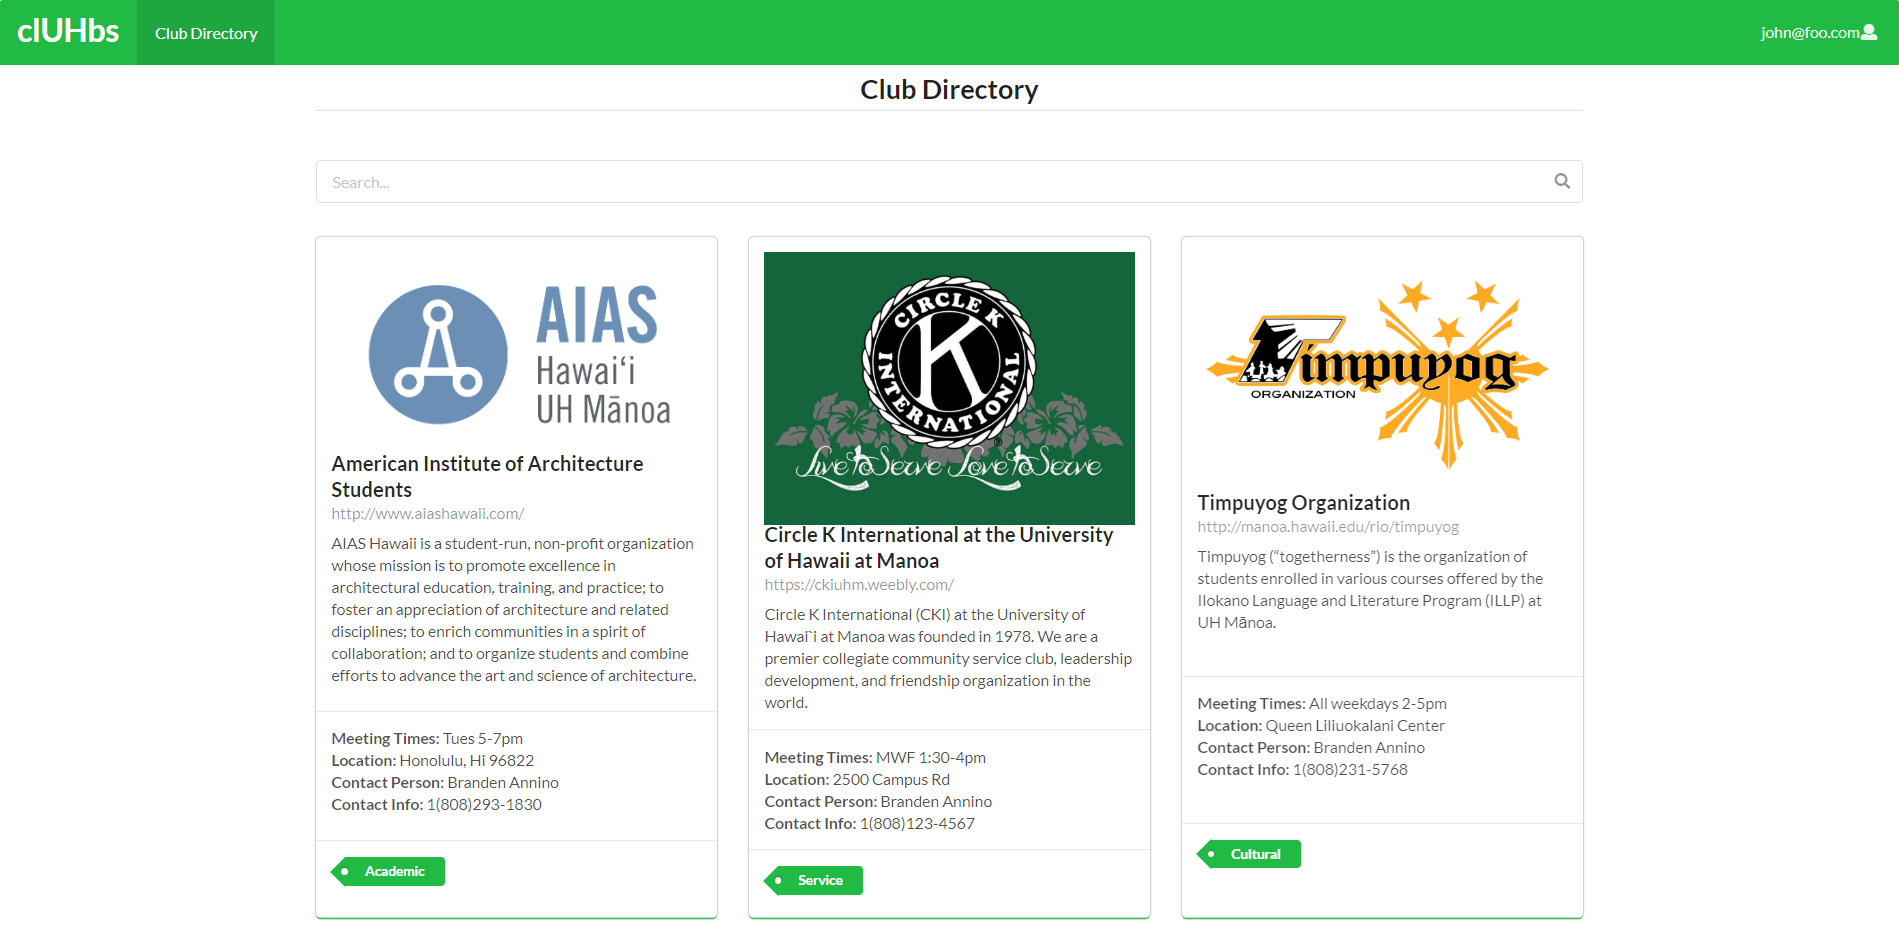 clUHbs
Club Directory
john@foo.com
Club Directory
Search...
AIAS
Hawaiʻi
UH Mānoa
American Institute of Architecture
Students
http://www.aiashawaii.com/
AIAS Hawaii is a student-run, non-profit organization
whose mission is to promote excellence in
architectural education, training, and practice; to
foster an appreciation of architecture and related
disciplines; to enrich communities in a spirit of
collaboration; and to organize students and combine
efforts to advance the art and science of architecture.
Meeting Times: Tues 5-7pm
Location: Honolulu, Hi 96822
Contact Person: Branden Annino
Contact Info: 1(808)293-1830
Academic
CIRCLE K
K
INTERNATIONAL
®
Live To Serve Love To Serve
Circle K International at the University
of Hawaii at Manoa
https://ckiuhm.weebly.com/
Circle K International (CKI) at the University of
Hawai`i at Manoa was founded in 1978. We are a
premier collegiate community service club, leadership
development, and friendship organization in the
world.
Meeting Times: MWF 1:30-4pm
Location: 2500 Campus Rd
Contact Person: Branden Annino
Contact Info: 1(808)123-4567
Service
Timpuyog
ORGANIZATION
Timpuyog Organization
http://manoa.hawaii.edu/rio/timpuyog
Timpuyog (“togetherness”) is the organization of
students enrolled in various courses offered by the
Ilokano Language and Literature Program (ILLP) at
UH Mānoa.
Meeting Times: All weekdays 2-5pm
Location: Queen Liliuokalani Center
Contact Person: Branden Annino
Contact Info: 1(808)231-5768
Cultural